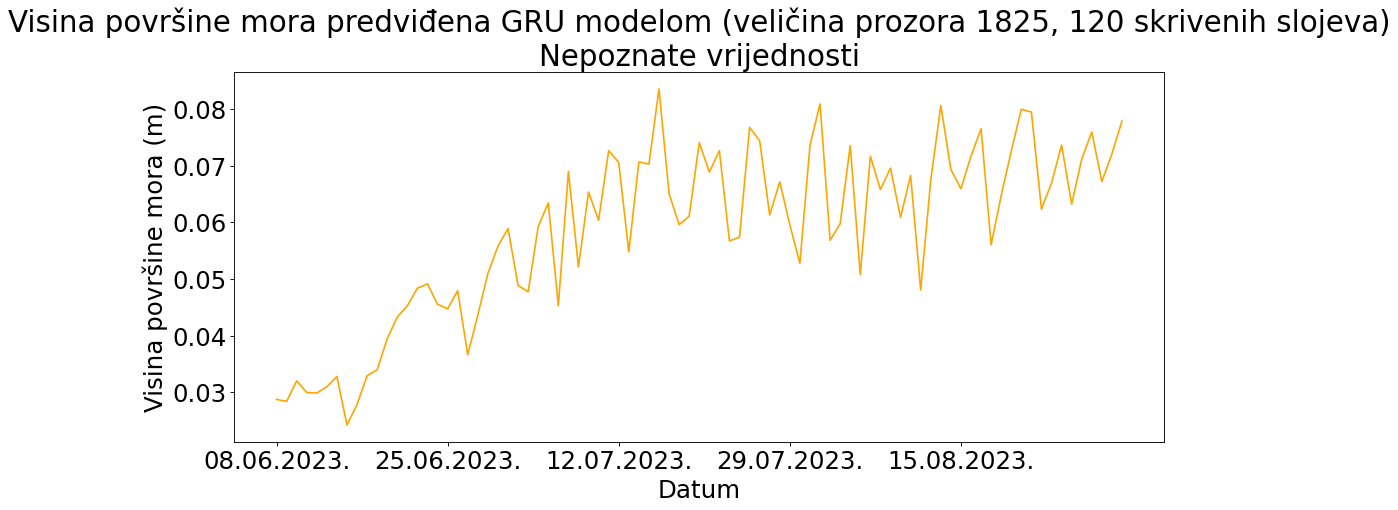 Visina površine mora predviđena GRU modelom (veličina prozora 1825, 120 skrivenih slojeva)
Nepoznate vrijednosti
Visina površine mora (m)
0.08
0.07
0.06
0.05
0.04
0.03
08.06.2023. 25.06.2023. 12.07.2023. 29.07.2023. 15.08.2023.
Datum